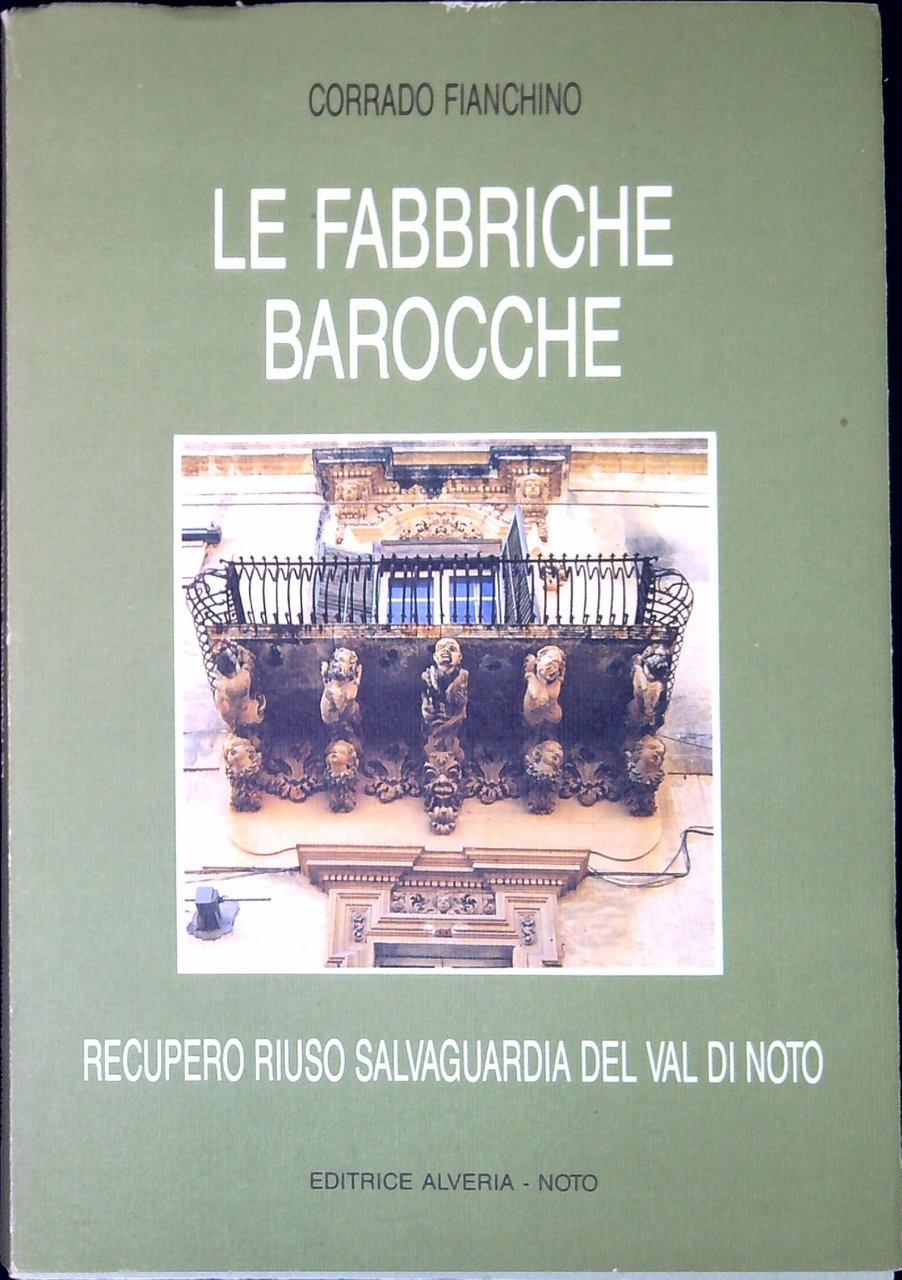 CORRADO FIANCHINO
LE FABBRICHE
BAROCCHE
RECUPERO RIUSO SALVAGUARDIA DEL VAL DI NOTO
EDITRICE ALVERIA - NOTO